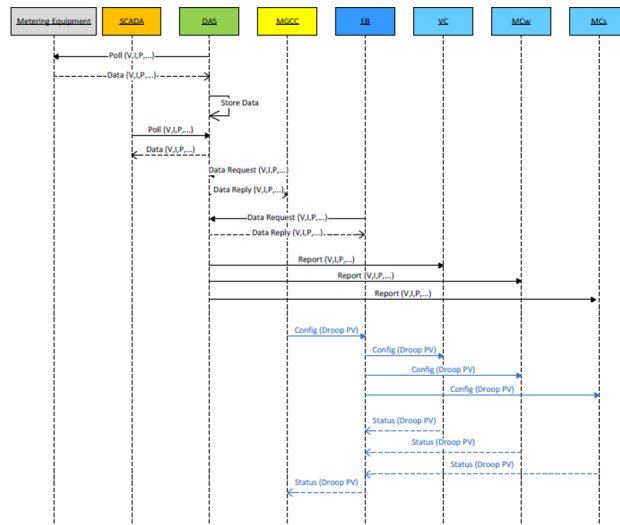 Metering Equipment
SCADA
DAS
MGCC
EB
VC
MCw
MCs
Poll (V,I,P,...)
Data (V,I,P,...)
Store Data
Poll (V,I,P,...)
Data (V,I,P,...)
Data Request (V,I,P,...)
Data Reply (V,I,P,...)
Data Request (V,I,P,...)
Data Reply (V,I,P,...)
Report (V,I,P,...)
Report (V,I,P,...)
Report (V,I,P,...)
Config (Droop PV)
Config (Droop PV)
Config (Droop PV)
Config (Droop PV)
Status (Droop PV)
Status (Droop PV)
Status (Droop PV)
Status (Droop PV)